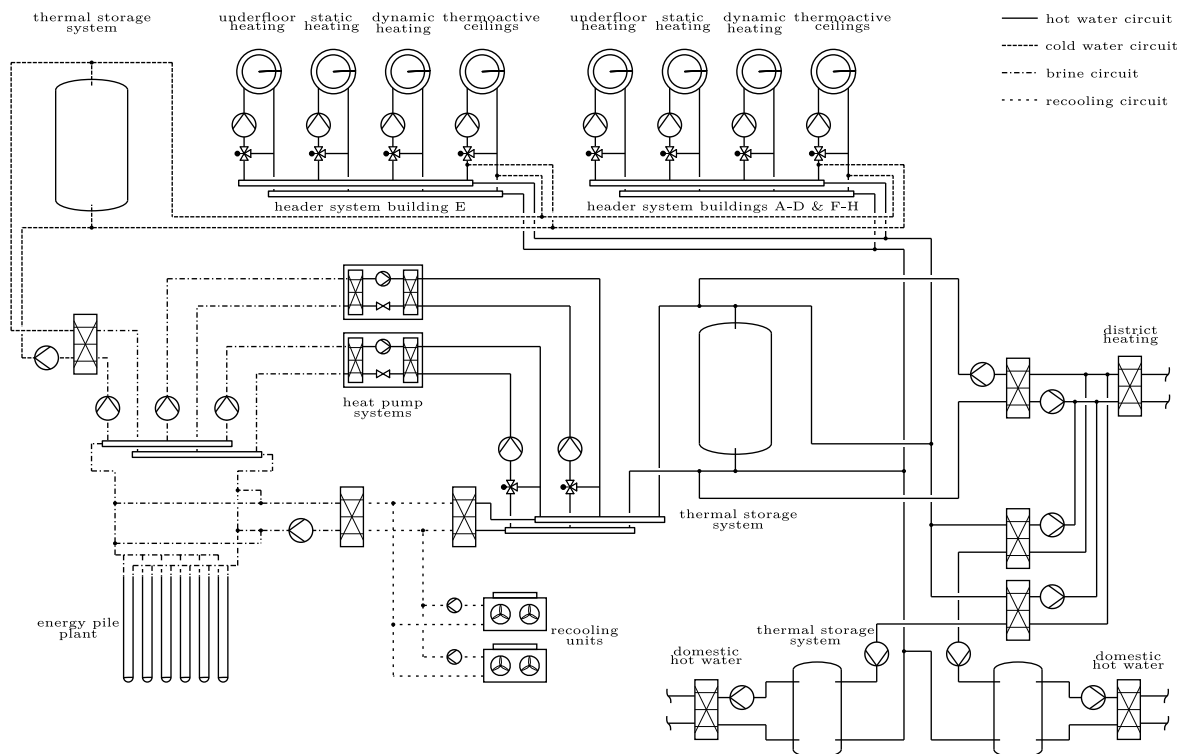 thermal storage
system
underfloor
heating
static
heating
dynamic
heating
thermoactive
ceilings
underfloor
heating
static
heating
dynamic
heating
thermoactive
ceilings
hot water circuit
cold water circuit
brine circuit
recooling circuit
header system building E
header system buildings A-D & F-H
heat pump
systems
district
heating
thermal storage
system
energy pile
plant
recooling
units
thermal storage
system
domestic
hot water
domestic
hot water